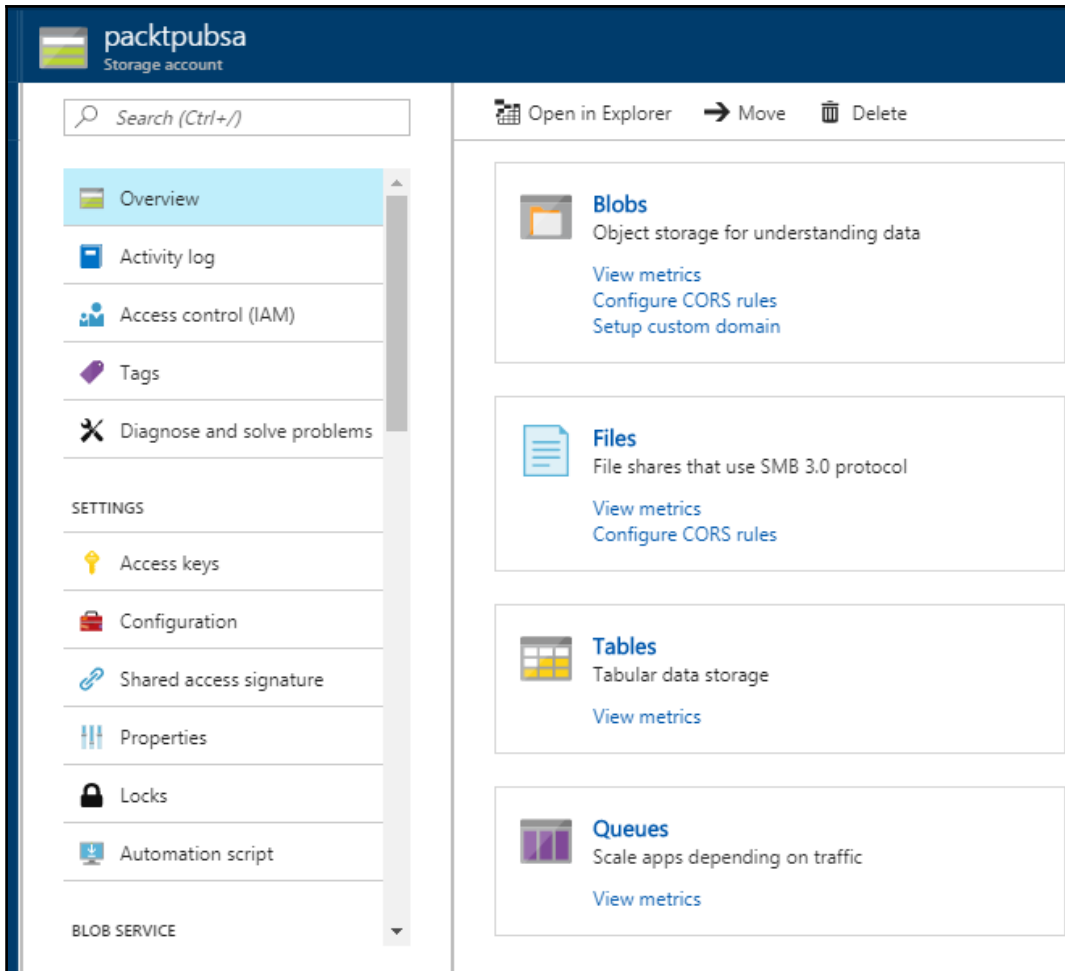 packtpubsa
Storage account
Search (Ctrl+/)
Overview
Activity log
Access control (IAM)
Tags
Diagnose and solve problems
SETTINGS
Access keys
Configuration
Shared access signature
Properties
Locks
Automation script
BLOB SERVICE
Open in Explorer Move Delete
Blobs
Object storage for understanding data
View metrics
Configure CORS rules
Setup custom domain
Files
File shares that use SMB 3.0 protocol
View metrics
Configure CORS rules
Tables
Tabular data storage
View metrics
Queues
Scale apps depending on traffic
View metrics